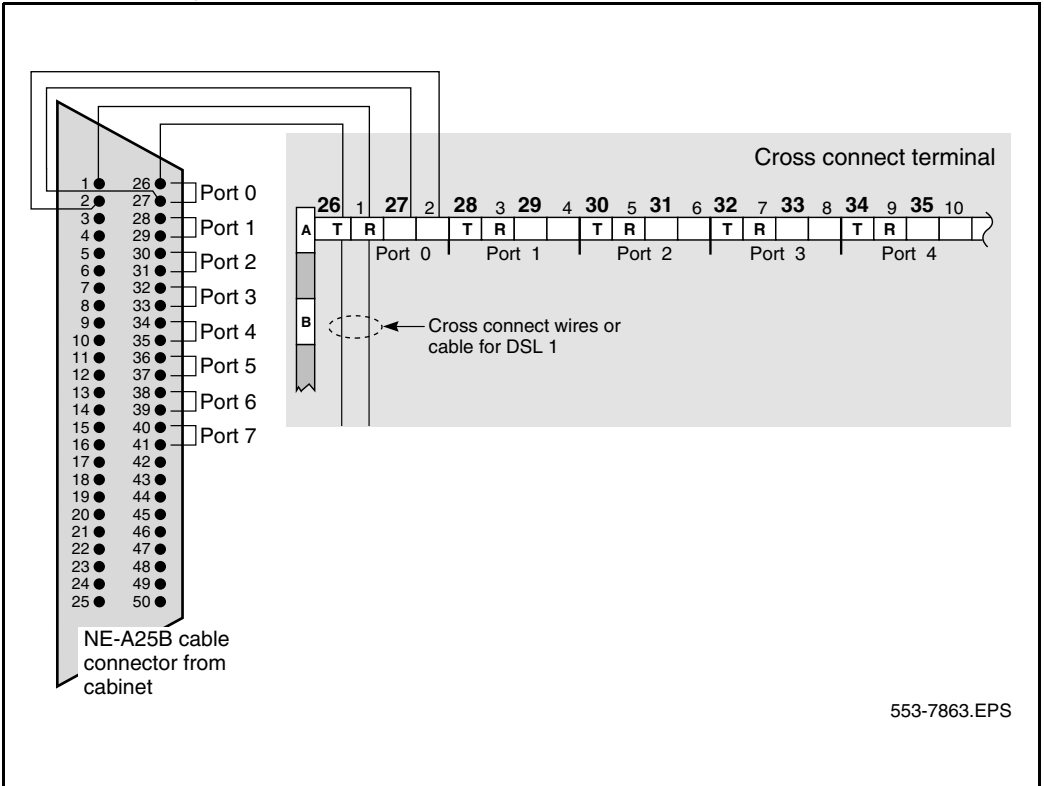 Cross connect terminal
1 26 Port 0
2 27
3 28 Port 1
4 29
5 30 Port 2
6 31
7 32 Port 3
8 33
9 34 Port 4
10 35
11 36 Port 5
12 37
13 38 Port 6
14 39
15 40 Port 7
16 41
17 42
18 43
19 44
20 45
21 46
22 47
23 48
24 49
25 50
NE-A25B cable
connector from
cabinet
26 1 27 2 28 3 29 4 30 5 31 6 32 7 33 8 34 9 35 10
A T R T R T R T R T R
Port 0 Port 1 Port 2 Port 3 Port 4
B
Cross connect wires or
cable for DSL 1
553-7863.EPS